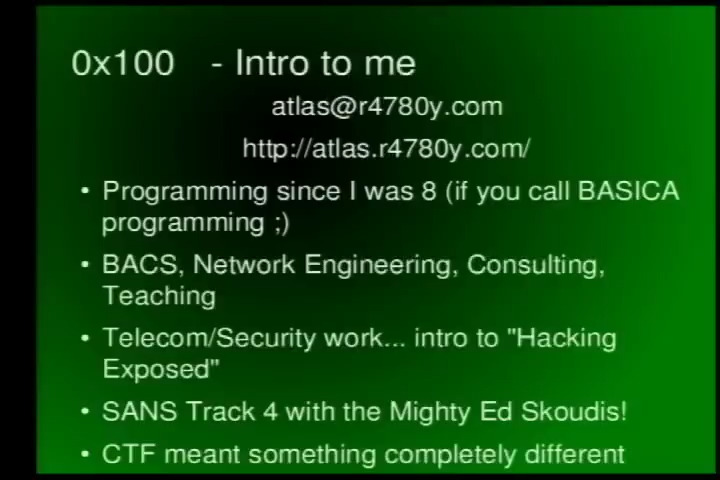 0x100 - Intro to me
atlas@r4780y.com
http://atlas.r4780y.com/
• Programming since I was 8 (if you call BASICA
programming ;)
• BACS, Network Engineering, Consulting,
Teaching
• Telecom/Security work... intro to "Hacking
Exposed"
• SANS Track 4 with the Mighty Ed Skoudis!
• CTF meant something completely different